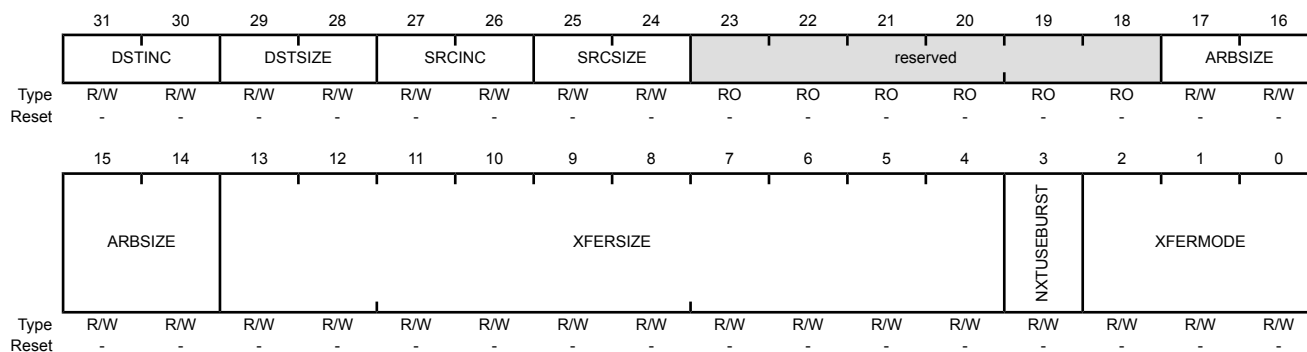 31 30 29 28 27 26 25 24 23 22 21 20 19 18 17 16
DSTINC DSTSIZE SRCINC SRCSIZE reserved ARBSIZE
Type R/W R/W R/W R/W R/W R/W R/W R/W RO RO RO RO RO RO R/W R/W
Reset - - - - - - - - - - - - - - - -
15 14 13 12 11 10 9 8 7 6 5 4 3 2 1 0
ARBSIZE XFERSIZE NXTUSEBURST XFERMODE
Type R/W R/W R/W R/W R/W R/W R/W R/W R/W R/W R/W R/W R/W R/W R/W R/W
Reset - - - - - - - - - - - - - - - -